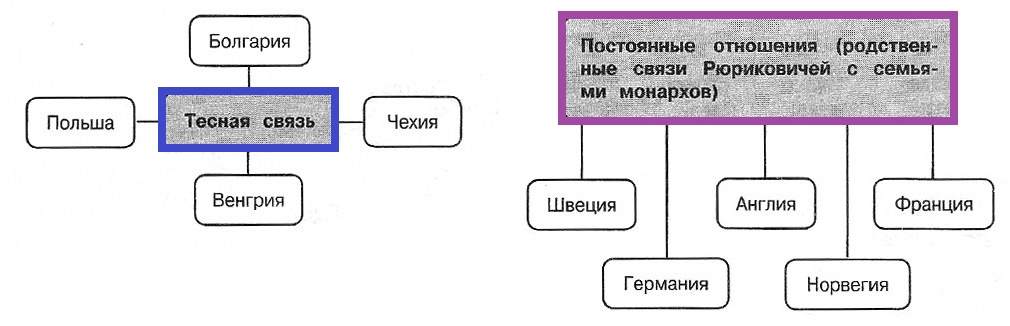 Болгария
Польша
Тесная связь
Чехия
Венгрия
Постоянные отношения (родствен-
ные связи Рюриковичей с семья-
ми монархов)
Швеция
Англия
Франция
Германия
Норвегия